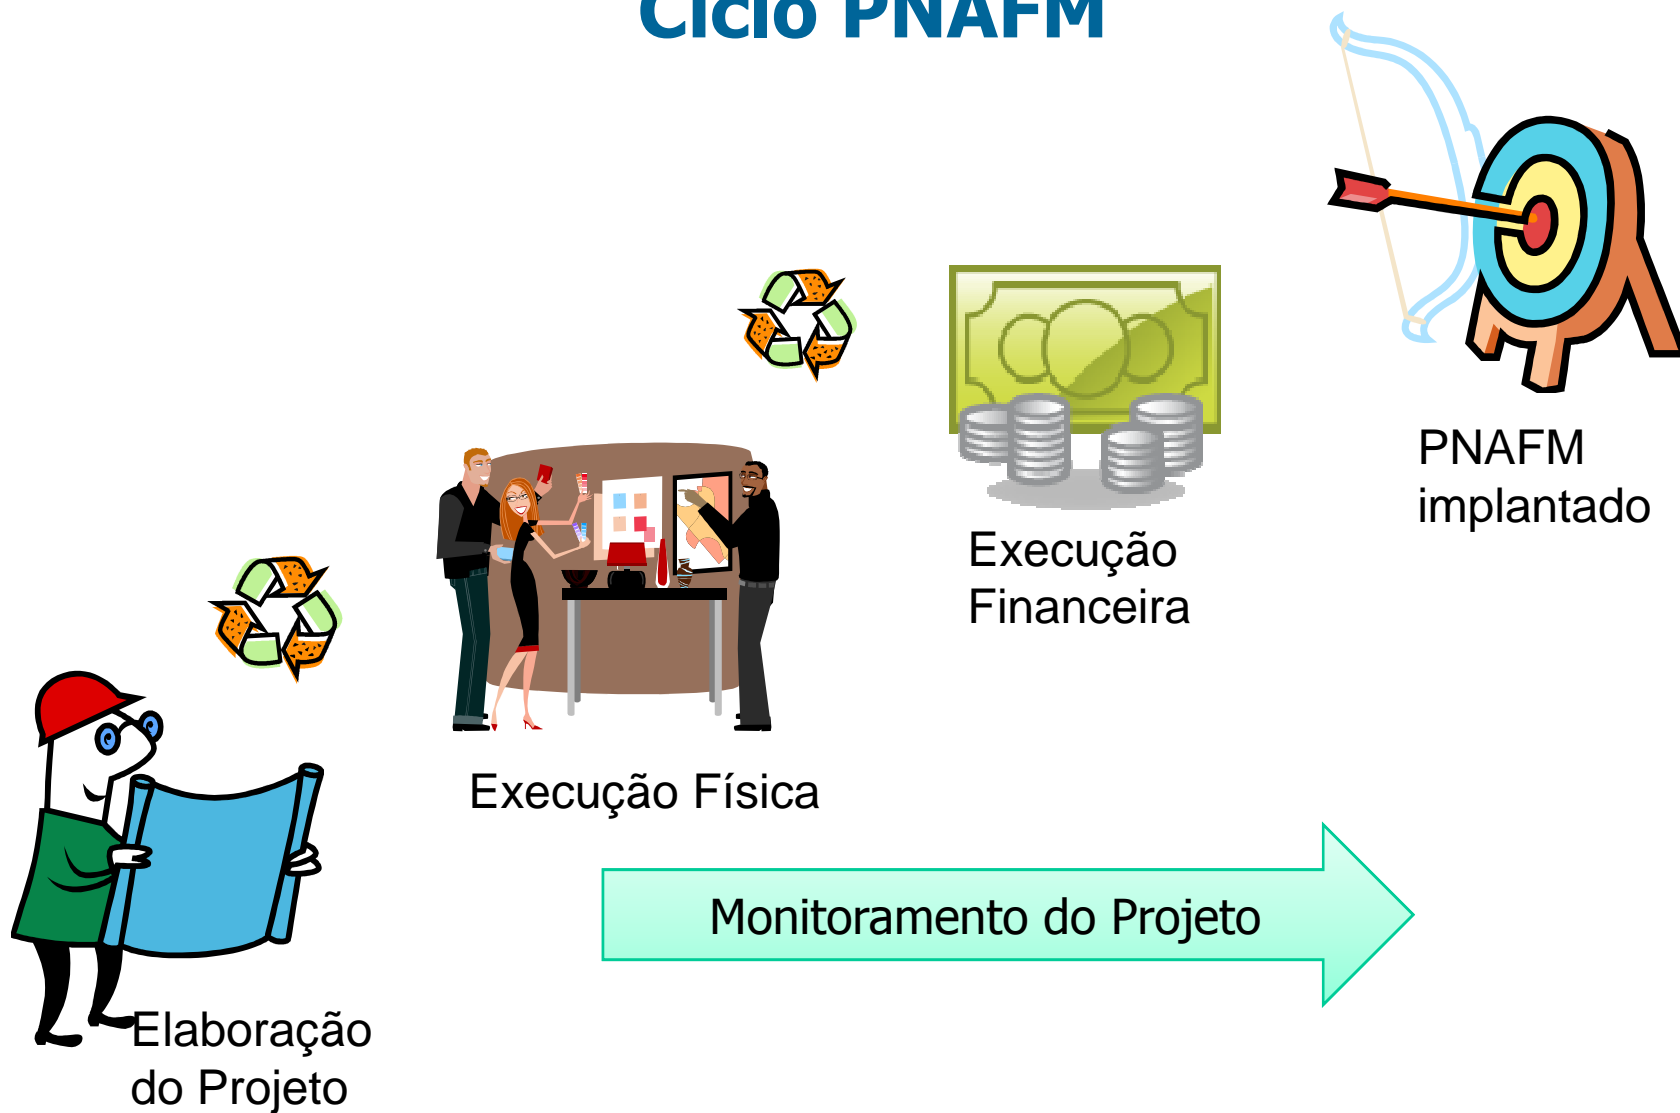 Ciclo PNAFM
PNAFM
implantado
Execução
Financeira
Execução Física
Monitoramento do Projeto
Elaboração
do Projeto